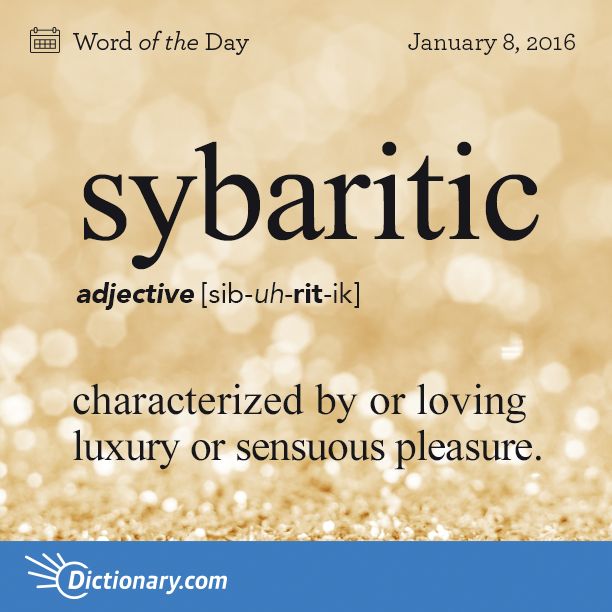 Word of the Day
January 8, 2016
sybaritic
adjective [sib-uh-rit-ik]
characterized by or loving
luxury or sensuous pleasure.
Dictionary.com